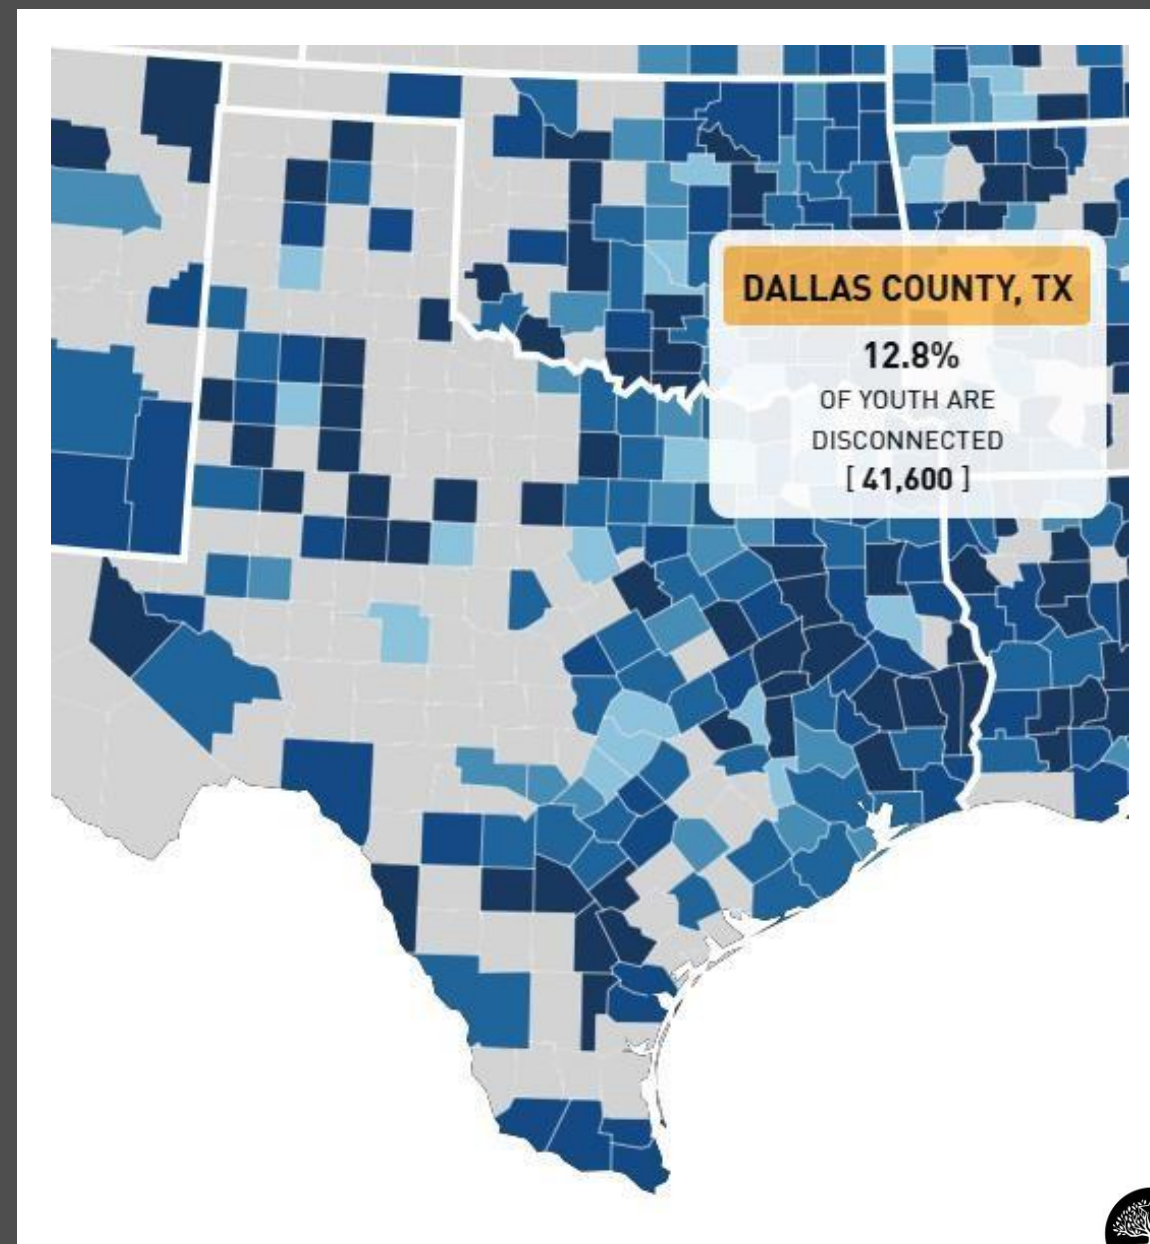 DALLAS COUNTY, TX
12.8%
OF YOUTH ARE
DISCONNECTED
[ 41,600 ]